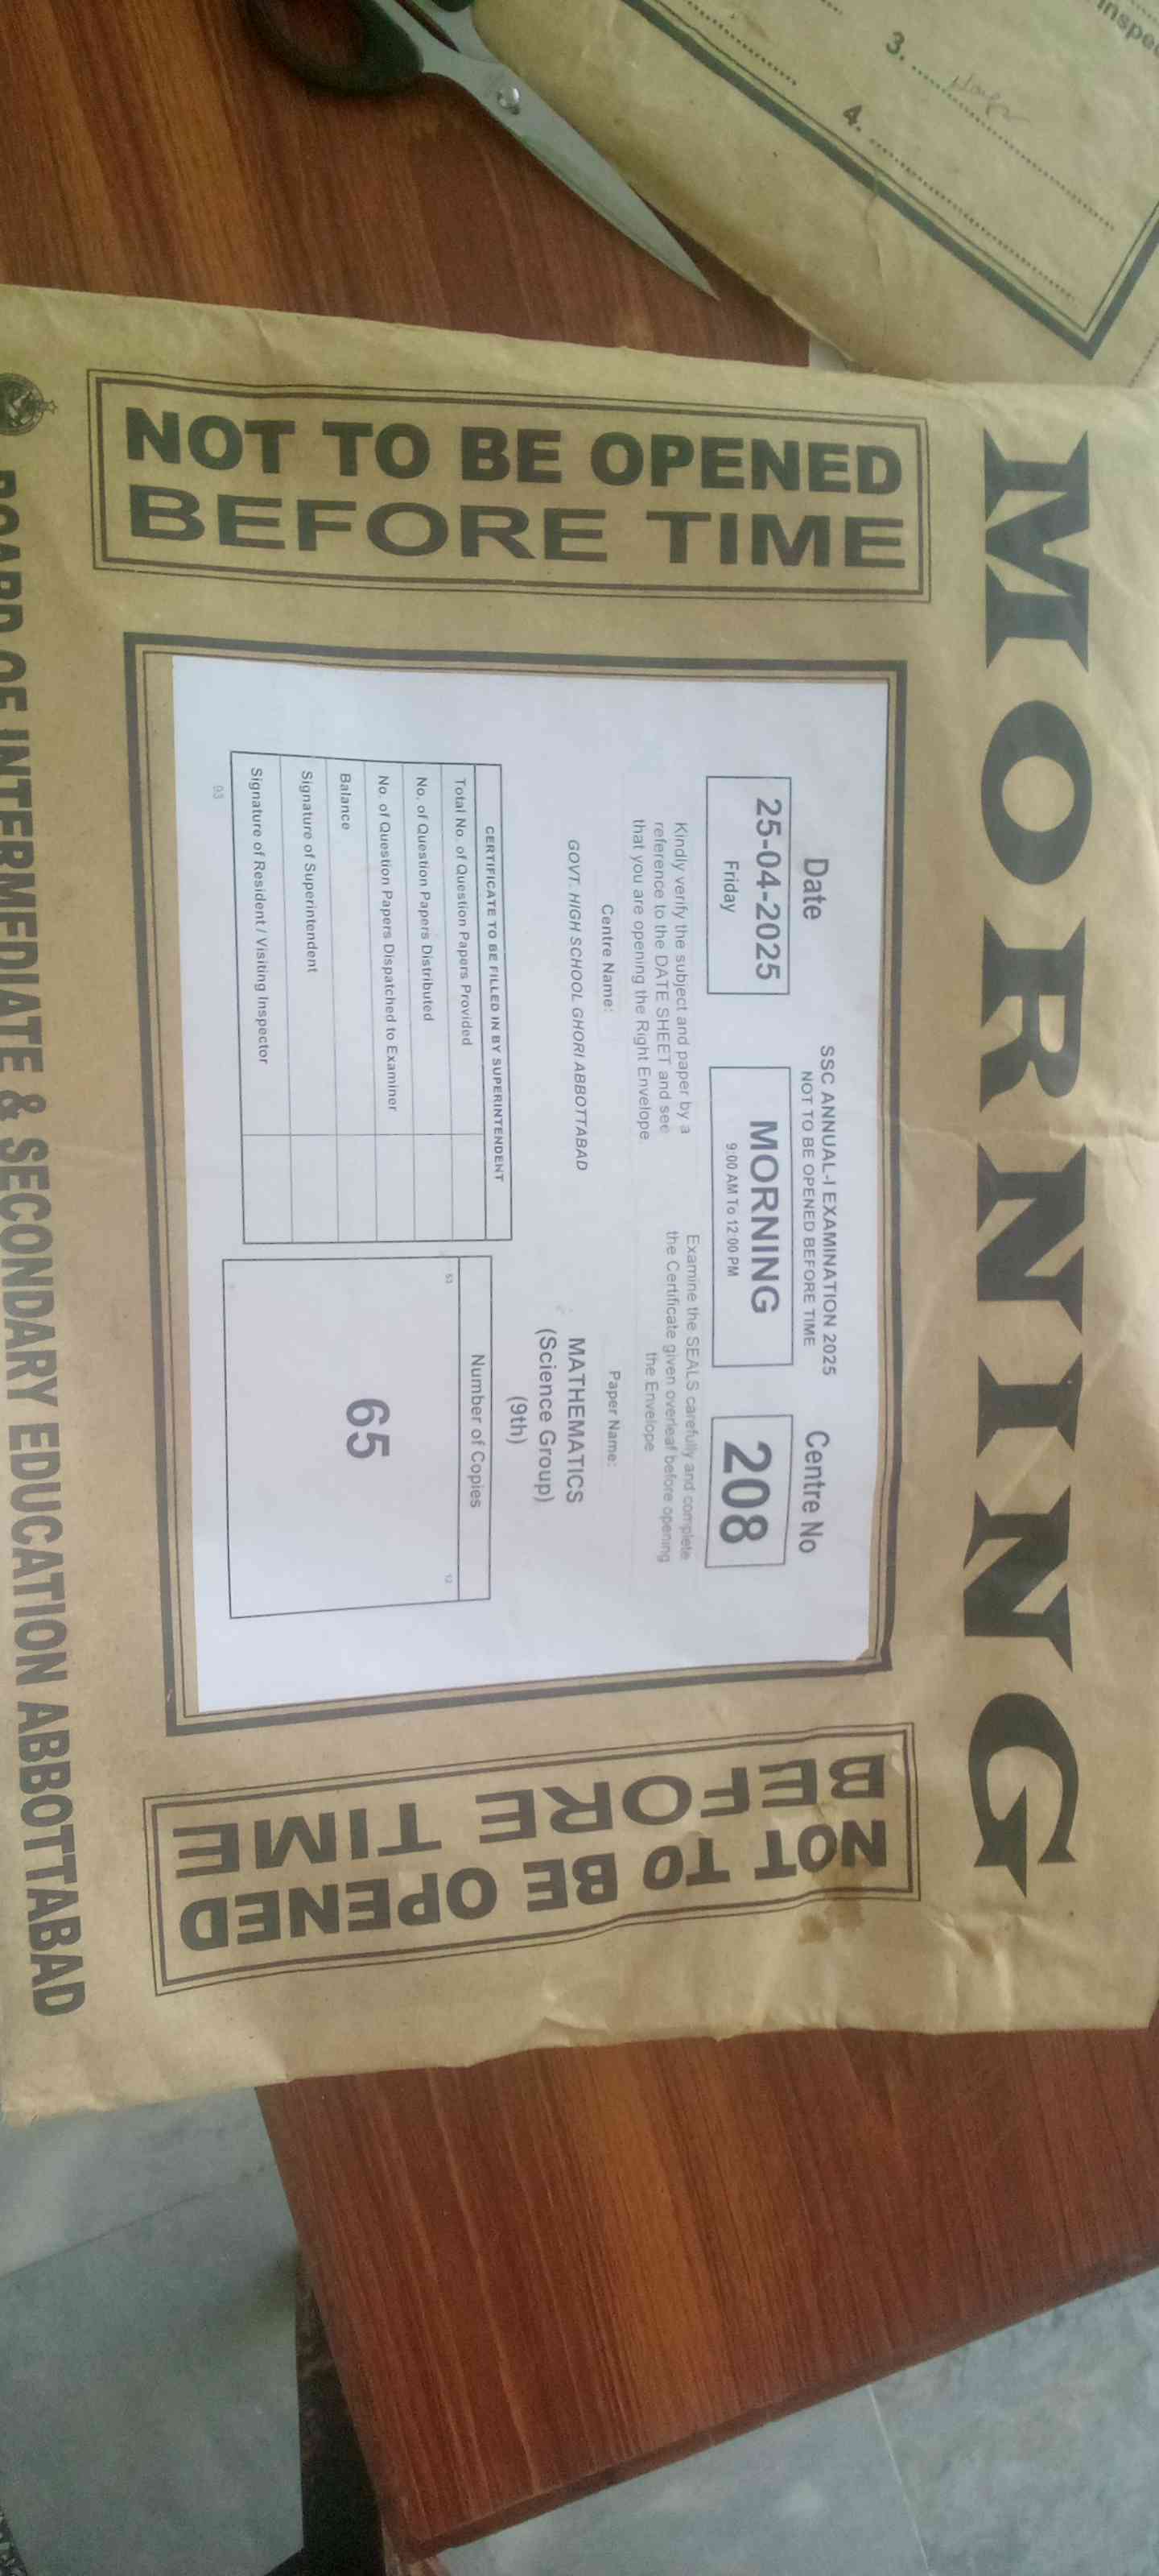 Inspec
3.
4.
MORNING
NOT TO BE OPENED
BEFORE TIME
SSC ANNUAL-I EXAMINATION 2025
NOT TO BE OPENED BEFORE TIME
Date
25-04-2025
Friday
MORNING
9:00 AM To 12:00 PM
Centre No
208
Kindly verify the subject and paper by a
reference to the DATE SHEET and see
that you are opening the Right Envelope
Examine the SEALS carefully and complete
the Certificate given overleaf before opening
the Envelope
Centre Name:
GOVT. HIGH SCHOOL GHORI ABBOTTABAD
Paper Name:
MATHEMATICS
(Science Group)
(9th)
CERTIFICATE TO BE FILLED IN BY SUPERINTENDENT
Total No. of Question Papers Provided
No. of Question Papers Distributed
No. of Question Papers Dispatched to Examiner
Balance
Signature of Superintendent
Signature of Resident / Visiting Inspector
93
Number of Copies
53
12
65
NOT TO BE OPENED
BEFORE TIME
BOARD OF INTERMEDIATE & SECONDARY EDUCATION ABBOTTABAD